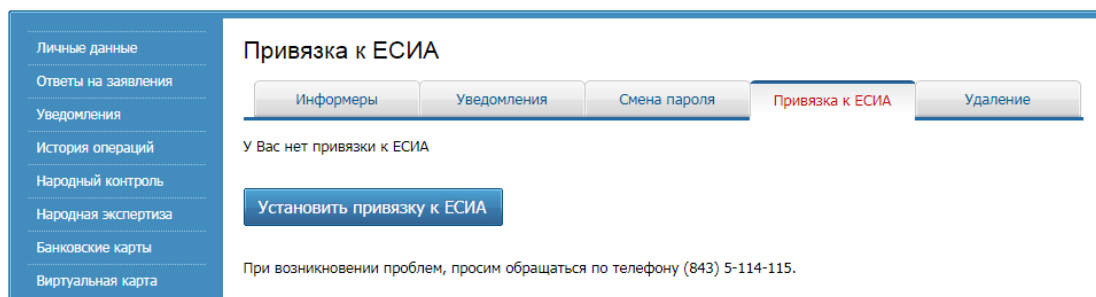 Личные данные
Ответы на заявления
Уведомления
История операций
Народный контроль
Народная экспертиза
Банковские карты
Виртуальная карта
Привязка к ЕСИА
Информеры
Уведомления
Смена пароля
Привязка к ЕСИА
Удаление
У Вас нет привязки к ЕСИА
Установить привязку к ЕСИА
При возникновении проблем, просим обращаться по телефону (843) 5-114-115.